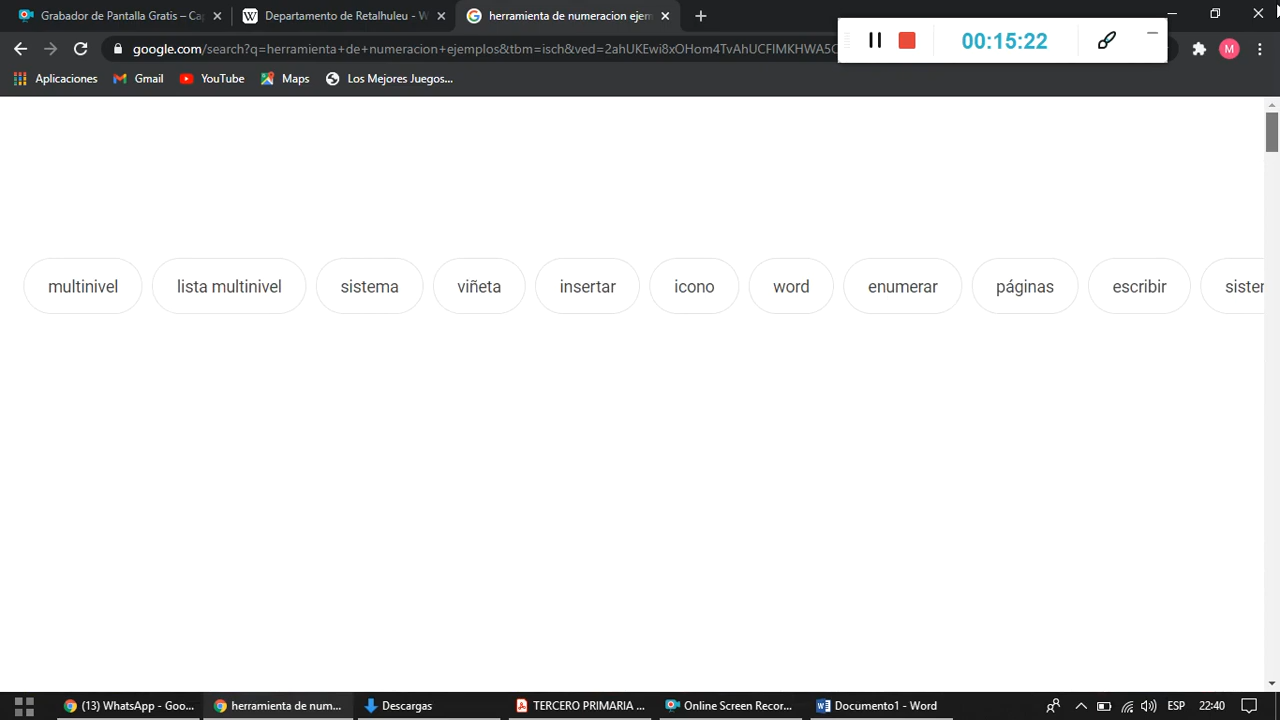 Grabador de Pantalla Gratis – Ca
Departamento de Retalhuleu - W
herramienta de numeracion ejem
google.com/search?q=herramienta+de+numeracion+ejemplos&tbm=isch&ved=2ahUKEwi8xOHom4TvAhUCFIMKHWA5C
00:15:22
M
Aplicaciones
Gmail
YouTube
Maps
Los Mejores Juegos...
multinivel
lista multinivel
sistema
viñeta
insertar
icono
word
enumerar
páginas
escribir
sister
(13) WhatsApp - Goo...
herramienta de num...
Descargas
TERCERO PRIMARIA ...
Online Screen Recor...
Documento1 - Word
ESP
22:40